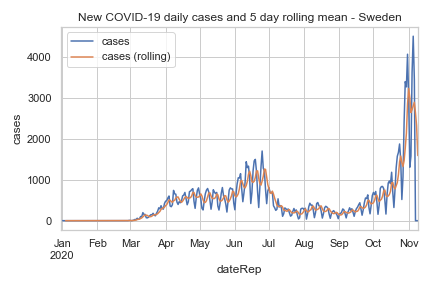 New COVID-19 daily cases and 5 day rolling mean - Sweden
cases
cases (rolling)
4000
3000
2000
1000
0
cases
Jan Feb Mar Apr May Jun Jul Aug Sep Oct Nov
2020
dateRep